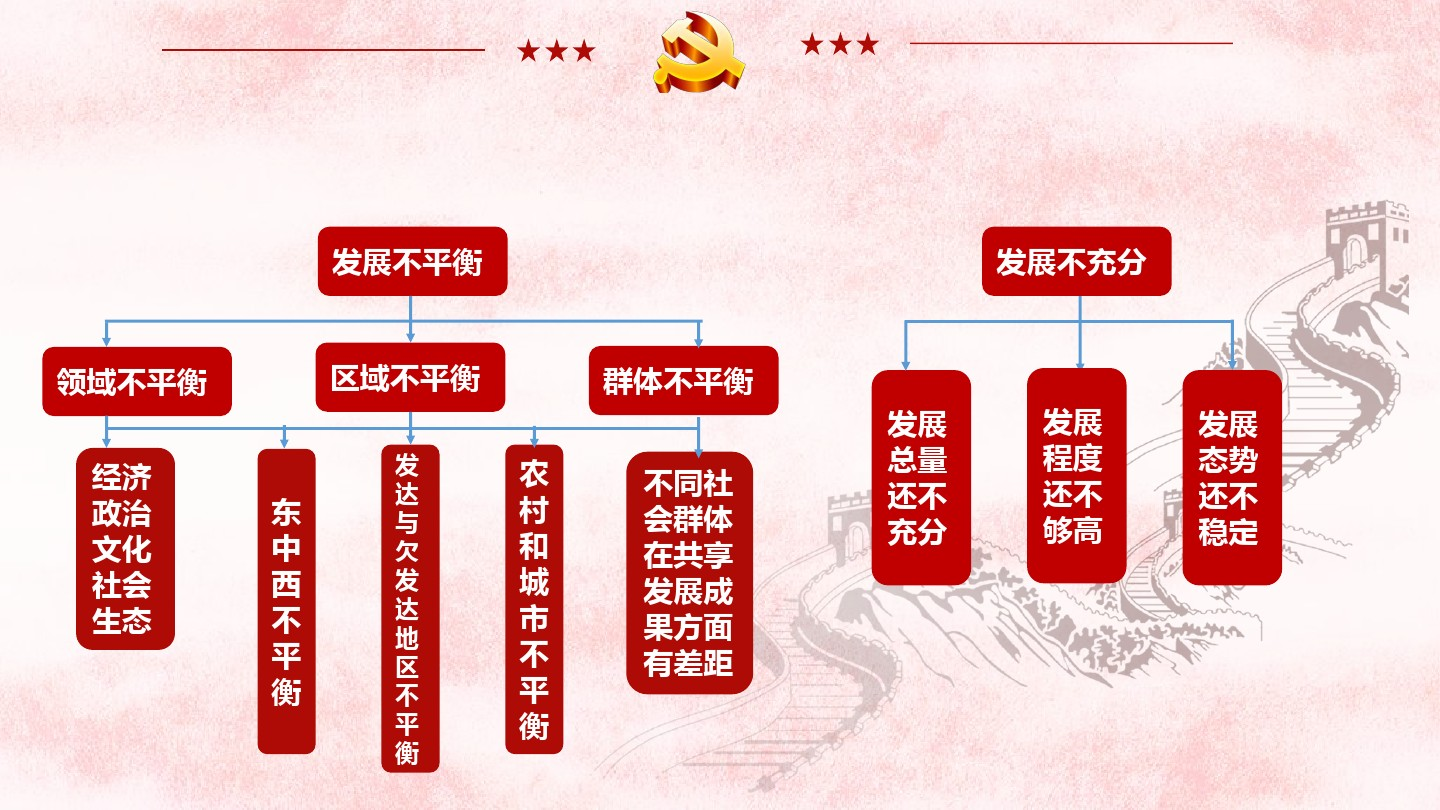 发展不平衡
发展不充分
领域不平衡
区域不平衡
群体不平衡
经济
政治
文化
社会
生态
东
中
西
不
平
衡
发
达
与
欠
发
达
地
区
不
平
衡
农
村
和
城
市
不
平
衡
不同社
会群体
在共享
发展成
果方面
有差距
发展
总量
还不
充分
发展
程度
还不
够高
发展
态势
还不
稳定